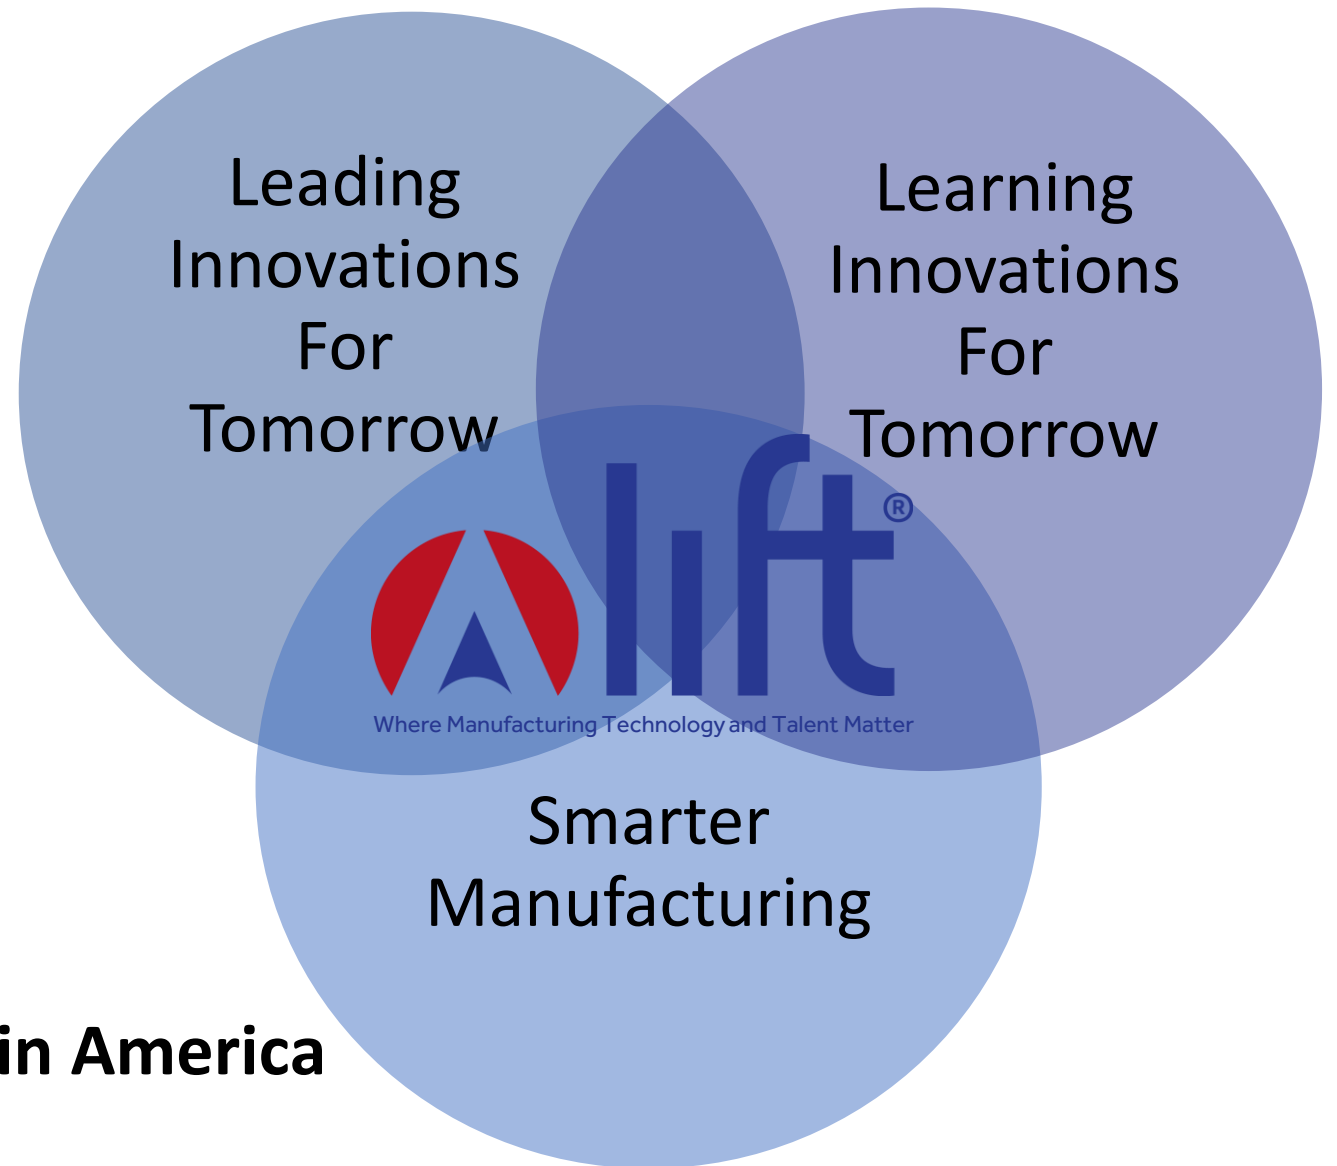 Leading
Innovations
For
Tomorrow
Learning
Innovations
For
Tomorrow
lift®
Where Manufacturing Technology and Talent Matter
Smarter
Manufacturing
in America